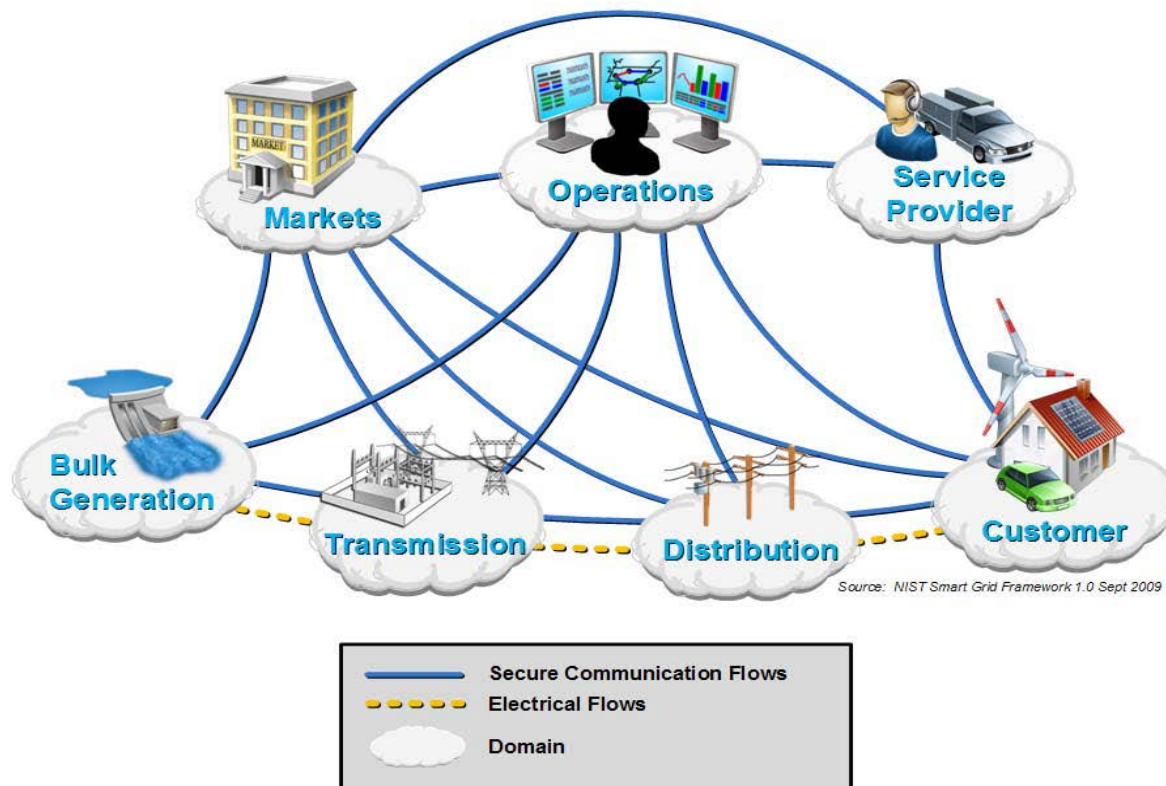 MARKET
Markets
Operations
Service
Provider
Bulk
Generation
Transmission
Distribution
Customer
Source: NIST Smart Grid Framework 1.0 Sept 2009
Secure Communication Flows
Electrical Flows
Domain